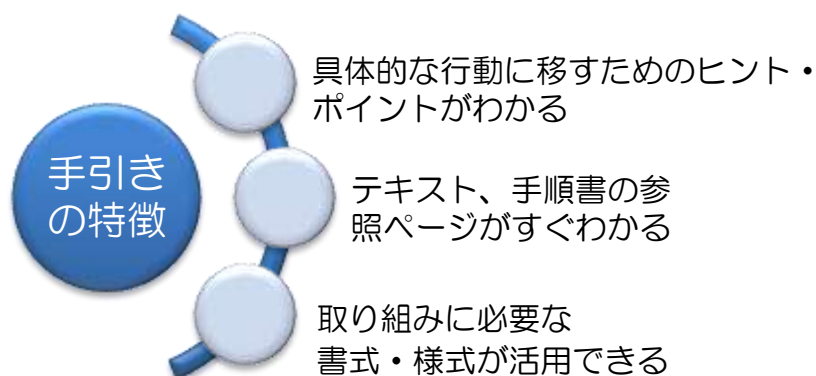 手引き
の特徴
具体的な行動に移すためのヒント・
ポイントがわかる
テキスト、手順書の参
照ページがすぐわかる
取り組みに必要な
書式・様式が活用できる